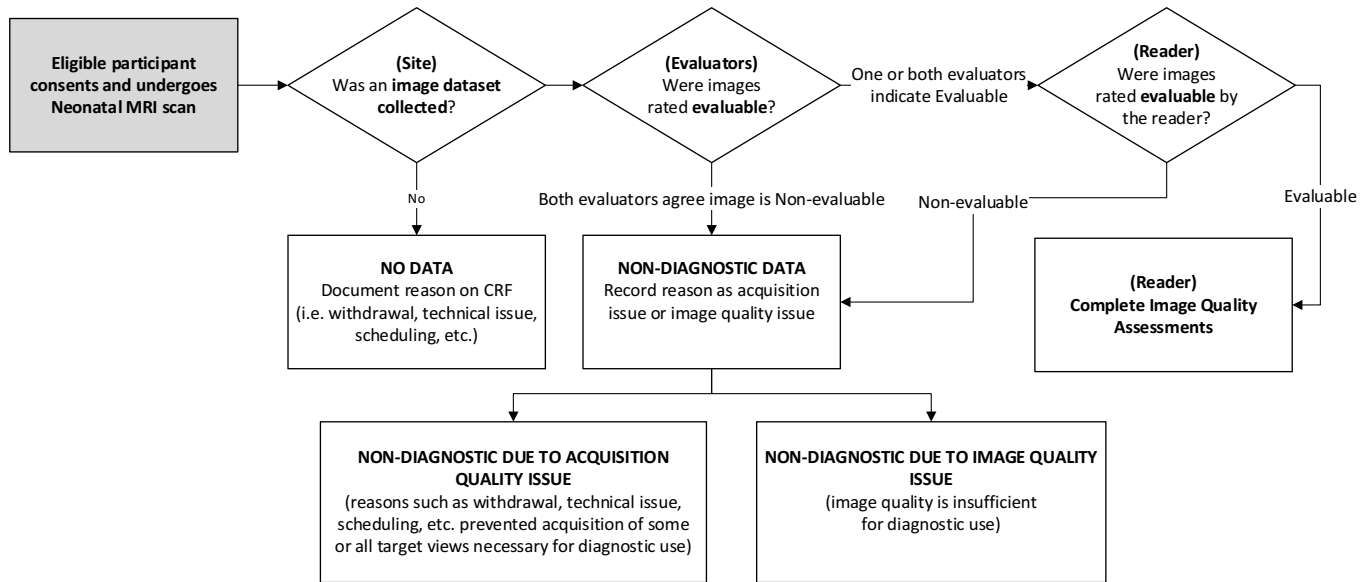 Eligible participant
consents and undergoes
Neonatal MRI scan
(Site)
Was an image dataset
collected?
(Evaluators)
Were images
rated evaluable?
One or both evaluators
indicate Evaluable
(Reader)
Were images
rated evaluable by
the reader?
No
Both evaluators agree image is Non-evaluable
Non-evaluable
Evaluable
NO DATA
Document reason on CRF
(i.e. withdrawal, technical issue,
scheduling, etc.)
NON-DIAGNOSTIC DATA
Record reason as acquisition
issue or image quality issue
(Reader)
Complete Image Quality
Assessments
NON-DIAGNOSTIC DUE TO ACQUISITION
QUALITY ISSUE
(reasons such as withdrawal, technical issue,
scheduling, etc. prevented acquisition of some
or all target views necessary for diagnostic use)
NON-DIAGNOSTIC DUE TO IMAGE QUALITY
ISSUE
(image quality is insufficient
for diagnostic use)